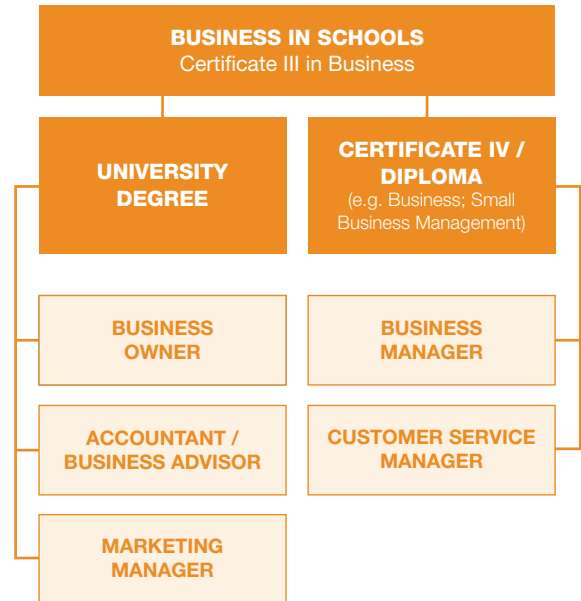 BUSINESS IN SCHOOLS
Certificate III in Business
UNIVERSITY
DEGREE
CERTIFICATE IV /
DIPLOMA
(e.g. Business; Small
Business Management)
BUSINESS
OWNER
BUSINESS
MANAGER
ACCOUNTANT /
BUSINESS ADVISOR
CUSTOMER SERVICE
MANAGER
MARKETING
MANAGER